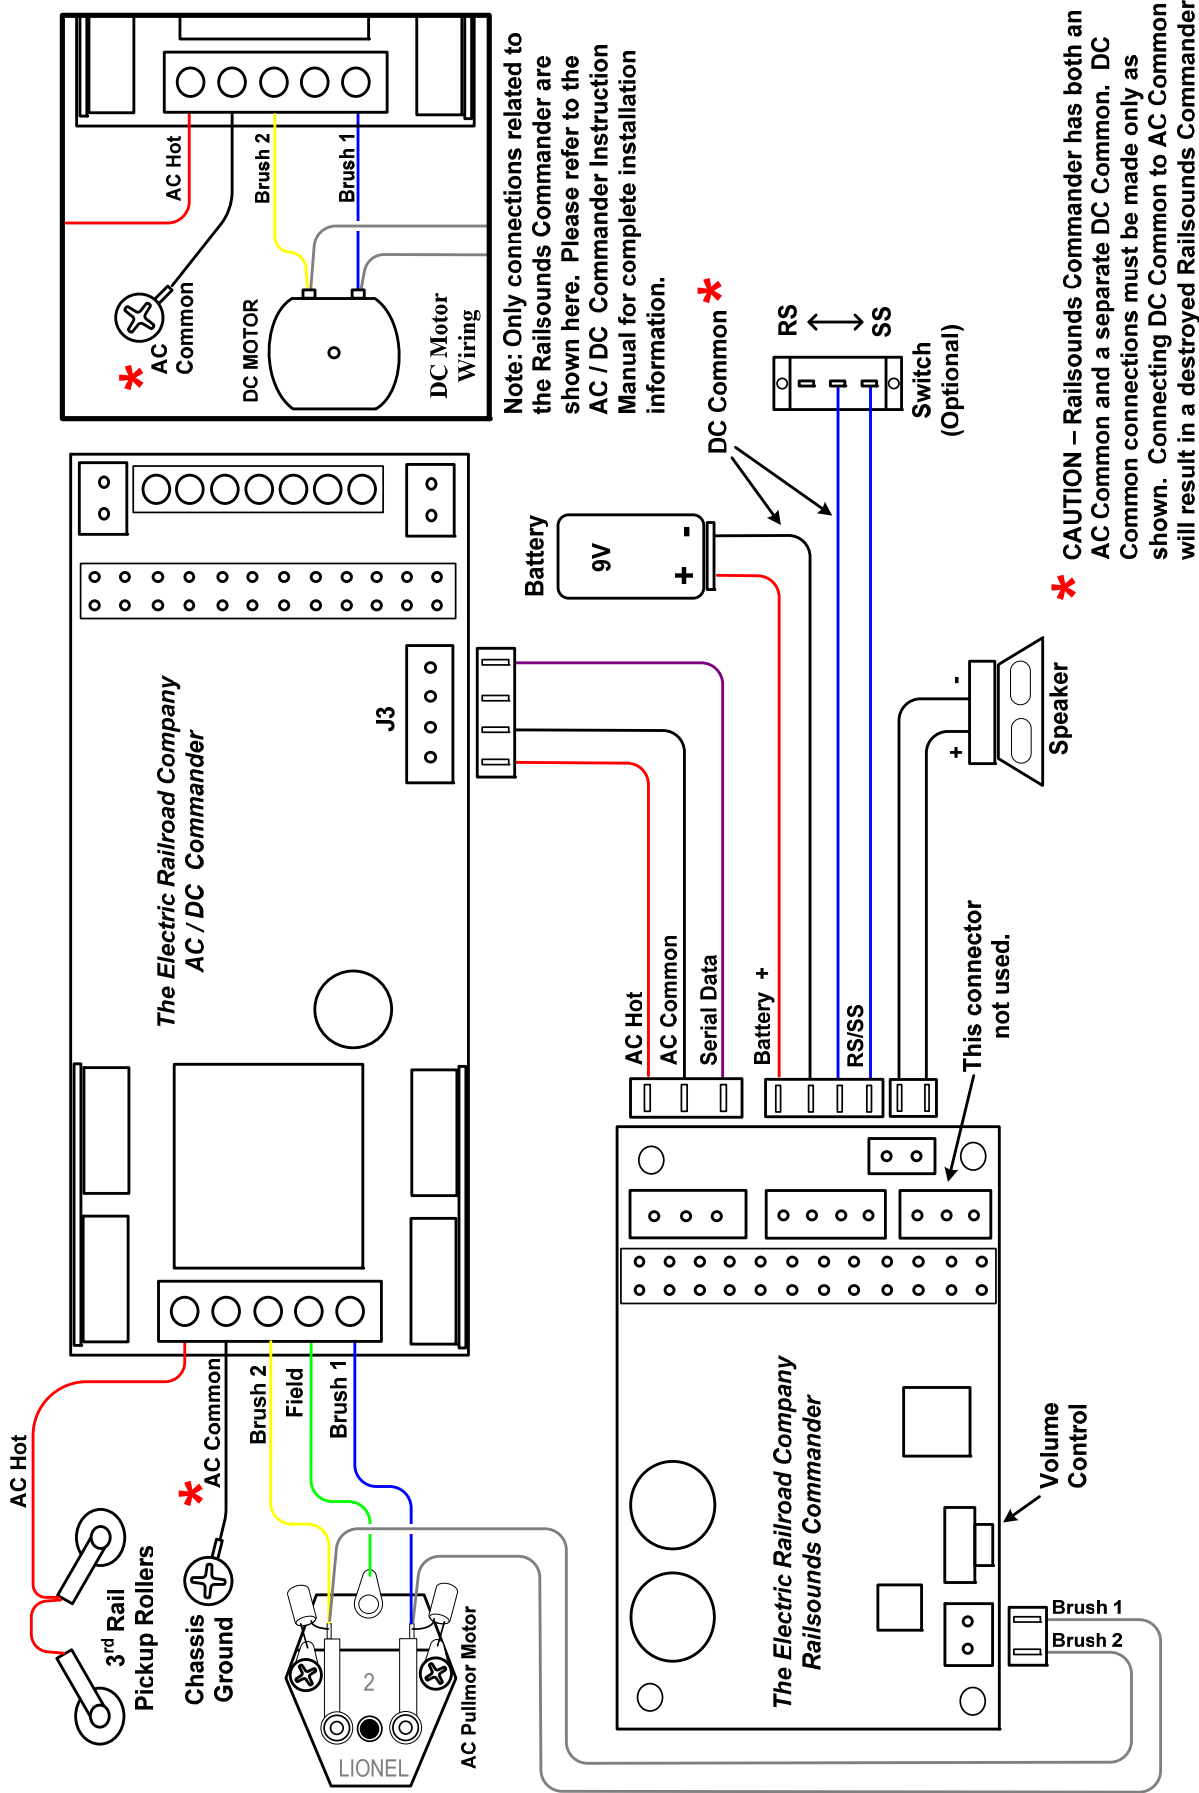 AC Hot
3rd Rail
Pickup Rollers
Chassis
Ground
AC Common
*
Brush 2
Field
Brush 1
2
LIONEL
AC Pullmor Motor
The Electric Railroad Company
AC / DC Commander
J3
AC Hot
AC Common
Serial Data
Battery +
RS/SS
This connector
not used.
Battery
9V
+
-
DC Common *
RS
SS
Switch
(Optional)
Speaker
+
-
The Electric Railroad Company
Railsounds Commander
Volume
Control
Brush 1
Brush 2
AC Hot
Brush 2
Brush 1
*
AC
Common
DC MOTOR
DC Motor
Wiring
Note: Only connections related to
the Railsounds Commander are
shown here. Please refer to the
AC / DC Commander Instruction
Manual for complete installation
information.
* CAUTION – Railsounds Commander has both an
AC Common and a separate DC Common. DC
Common connections must be made only as
shown. Connecting DC Common to AC Common
will result in a destroyed Railsounds Commander